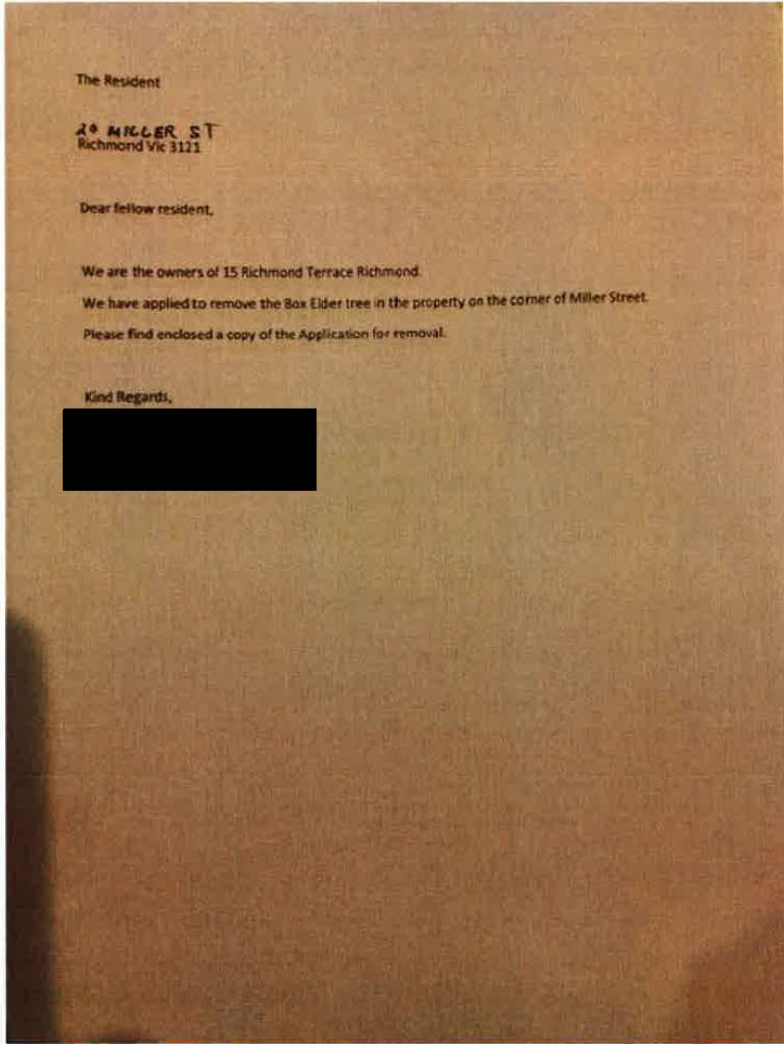 The Resident
20 MILLER ST
Richmond Vic 3121
Dear fellow resident,
We are the owners of 15 Richmond Terrace Richmond.
We have applied to remove the Box Elder tree in the property on the corner of Miller Street.
Please find enclosed a copy of the Application for removal.
Kind Regards,